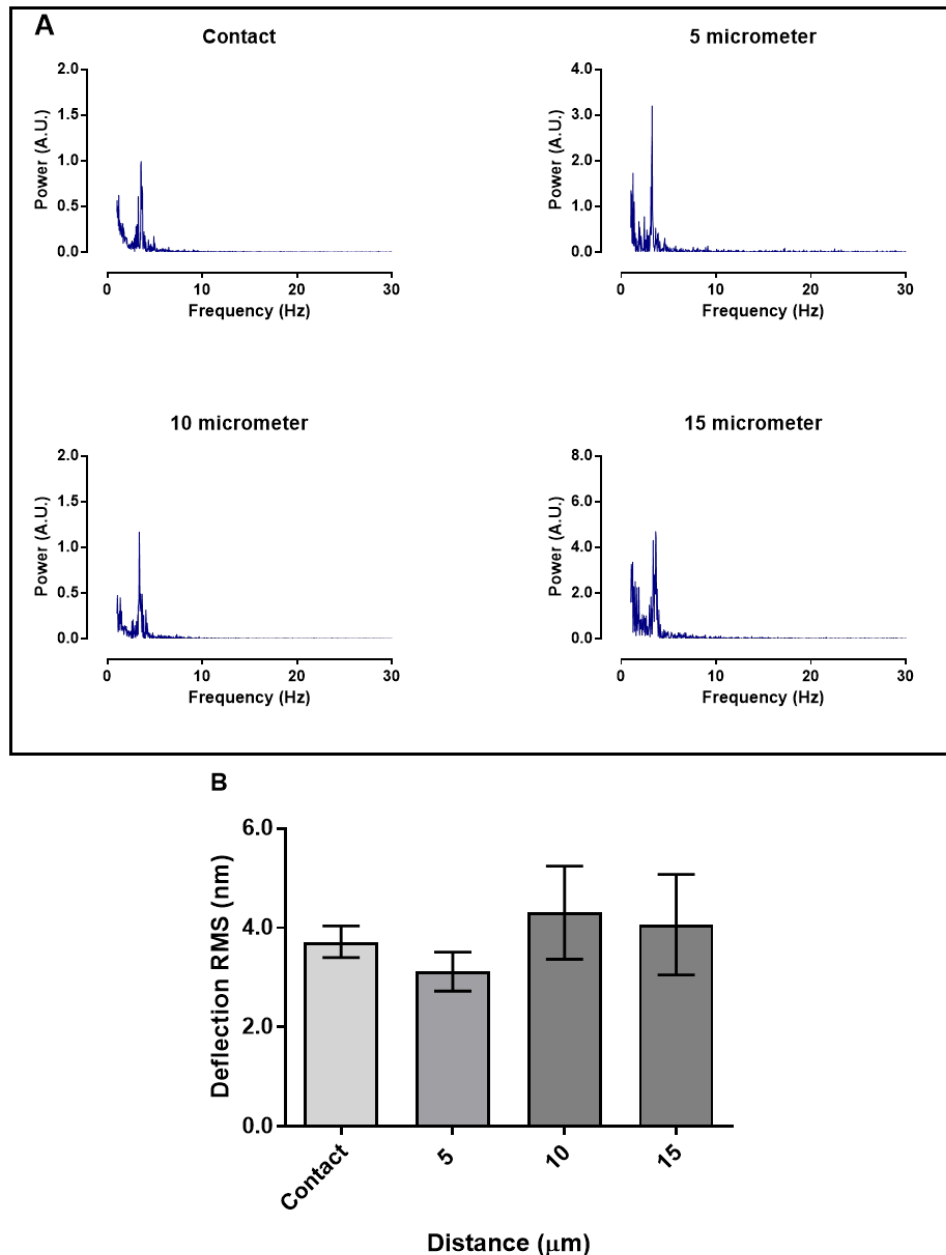 A
Contact
Power (A.U.)
2.0
1.5
1.0
0.5
0.0
0 10 20 30
Frequency (Hz)
5 micrometer
Power (A.U.)
4.0
3.0
2.0
1.0
0.0
0 10 20 30
Frequency (Hz)
10 micrometer
Power (A.U.)
2.0
1.5
1.0
0.5
0.0
0 10 20 30
Frequency (Hz)
15 micrometer
Power (A.U.)
8.0
6.0
4.0
2.0
0.0
0 10 20 30
Frequency (Hz)
B
Deflection RMS (nm)
6.0
4.0
2.0
0.0
Contact 5 10 15
Distance (μm)